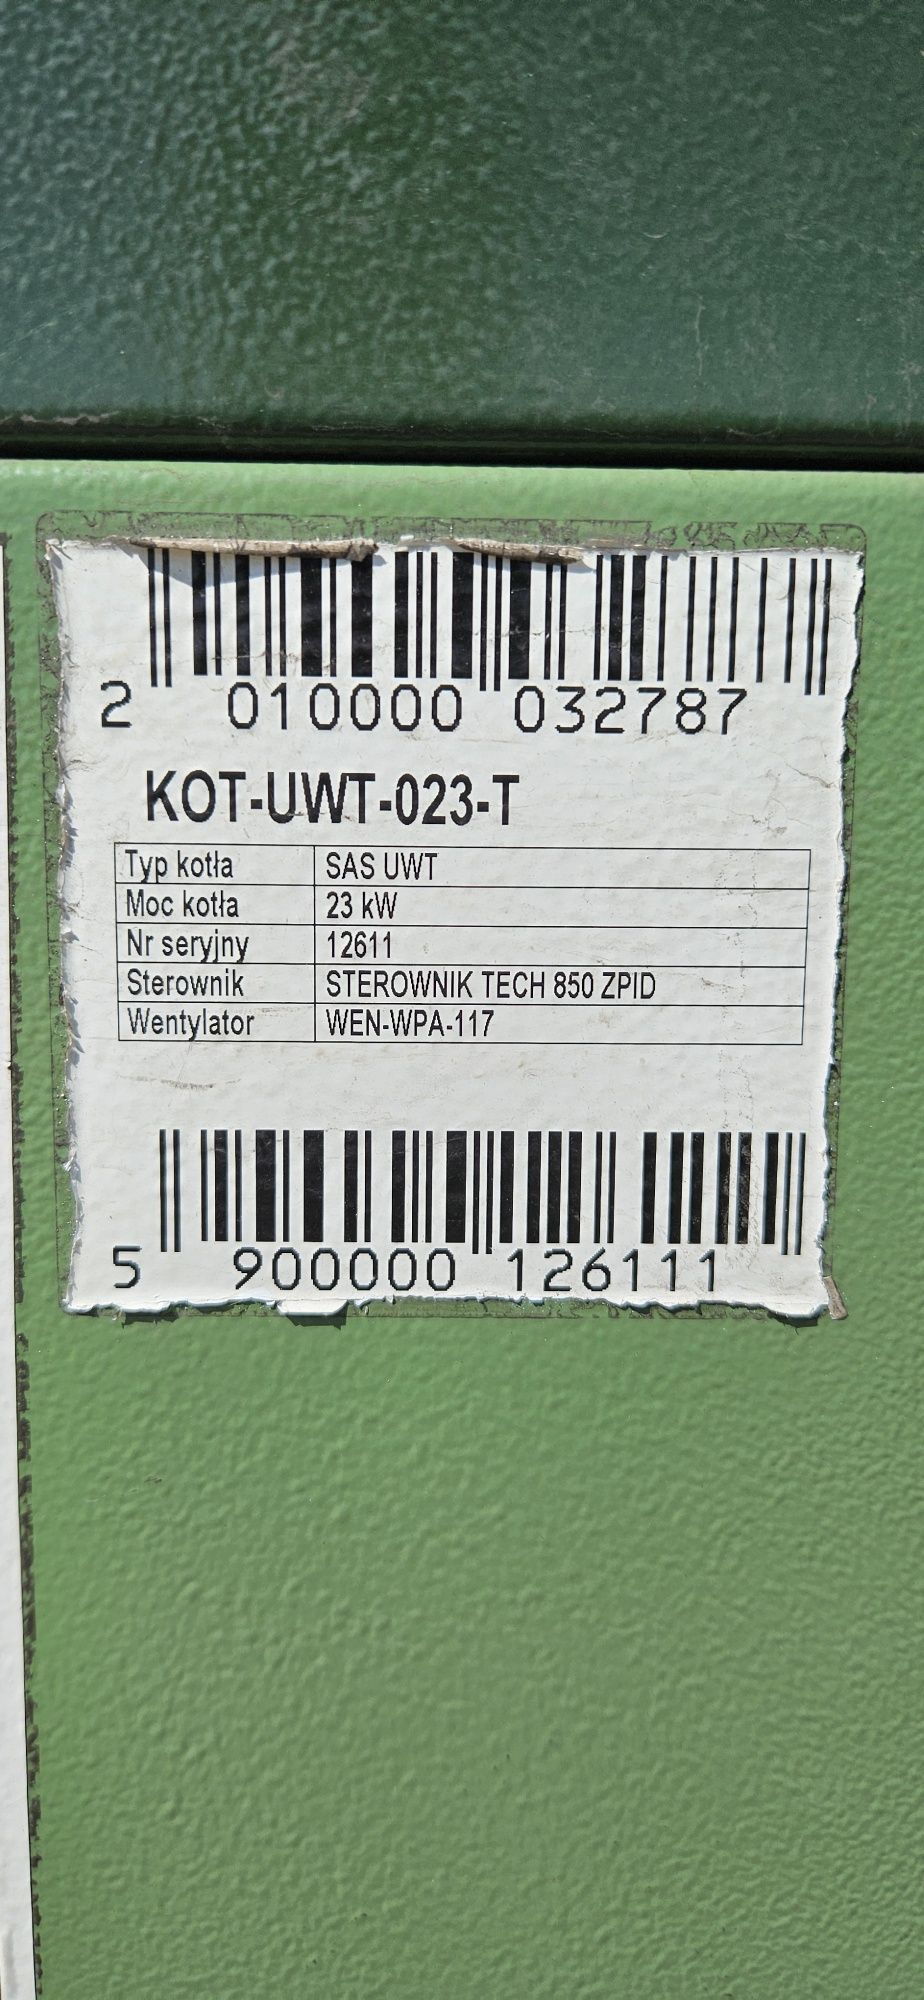 2 010000 032787
KOT-UWT-023-T
Typ kotła SAS UWT
Moc kotła 23 kW
Nr seryjny 12611
Sterownik STEROWNIK TECH 850 ZPID
Wentylator WEN-WPA-117
5 900000 126111